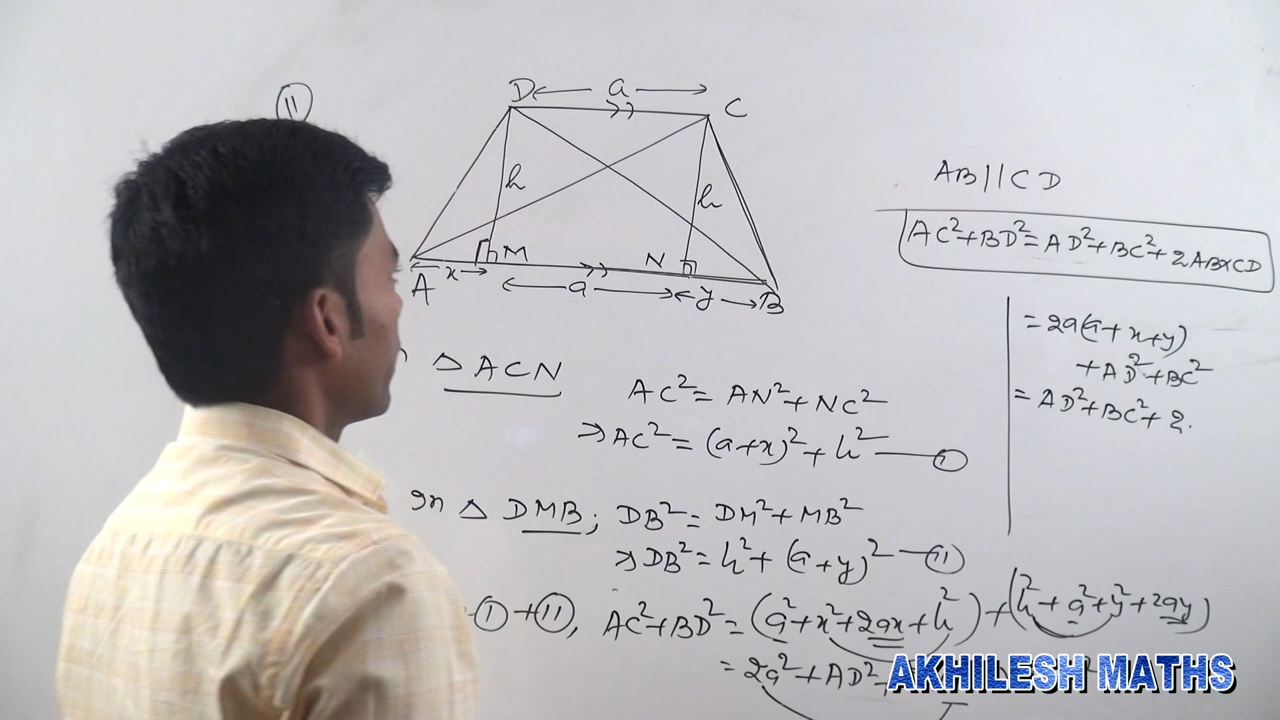 (11)
D ← a → C
h
h
N M
N
A ← x →
← a →
← y → B
AB || CD
AC²+BD²=AD²+BC²+2AB×CD
= 2a(a+x+y)
+AD²+BC²
= AD²+BC²+2.
△ ACN
AC² = AN²+NC²
⇒ AC² = (a+x)²+h² — (I)
In △ DMB; DB² = DM²+MB²
⇒ DB² = h²+(a+y)² — (II)
(I)+(II), AC²+BD² = (a²+x²+2ax+h²)+(h²+a²+y²+2ay)
= 2a²+AD²+
AKHILESH MATHS